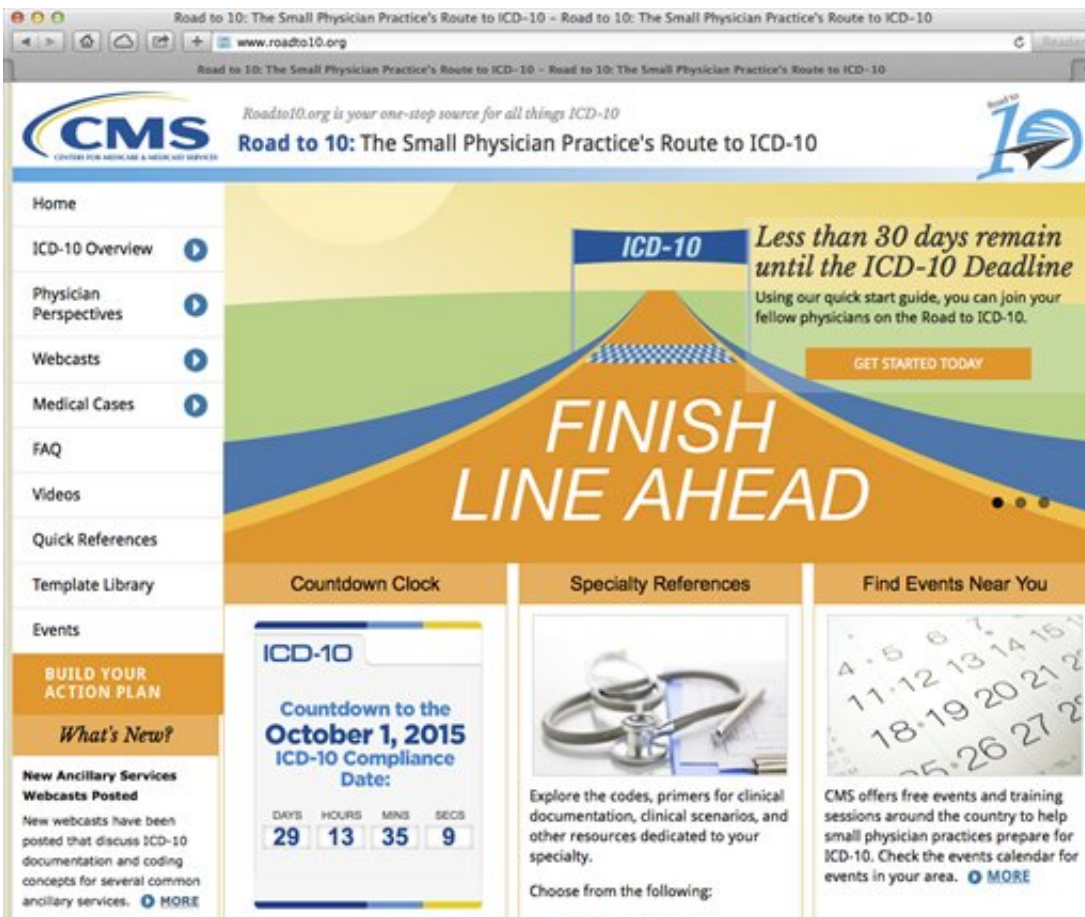 Road to 10: The Small Physician Practice's Route to ICD-10 – Road to 10: The Small Physician Practice's Route to ICD-10
www.roadto10.org
Reader
Road to 10: The Small Physician Practice's Route to ICD-10 – Road to 10: The Small Physician Practice's Route to ICD-10
CMS
CENTERS FOR MEDICARE & MEDICAID SERVICES
Roadto10.org is your one-stop source for all things ICD-10
Road to 10: The Small Physician Practice's Route to ICD-10
Road to
10
Home
ICD-10 Overview
Physician
Perspectives
Webcasts
Medical Cases
FAQ
Videos
Quick References
Template Library
Events
BUILD YOUR
ACTION PLAN
What's New?
New Ancillary Services
Webcasts Posted
New webcasts have been
posted that discuss ICD-10
documentation and coding
concepts for several common
ancillary services. MORE
ICD-10
Less than 30 days remain
until the ICD-10 Deadline
Using our quick start guide, you can join your
fellow physicians on the Road to ICD-10.
GET STARTED TODAY
FINISH
LINE AHEAD
Countdown Clock
ICD-10
Countdown to the
October 1, 2015
ICD-10 Compliance
Date:
DAYS HOURS MINS SECS
29 13 35 9
Specialty References
Explore the codes, primers for clinical
documentation, clinical scenarios, and
other resources dedicated to your
specialty.
Choose from the following:
Find Events Near You
4 5 6 7
11 12 13 14 15 1
18 19 20 21 2
25 26 27 2
CMS offers free events and training
sessions around the country to help
small physician practices prepare for
ICD-10. Check the events calendar for
events in your area. MORE